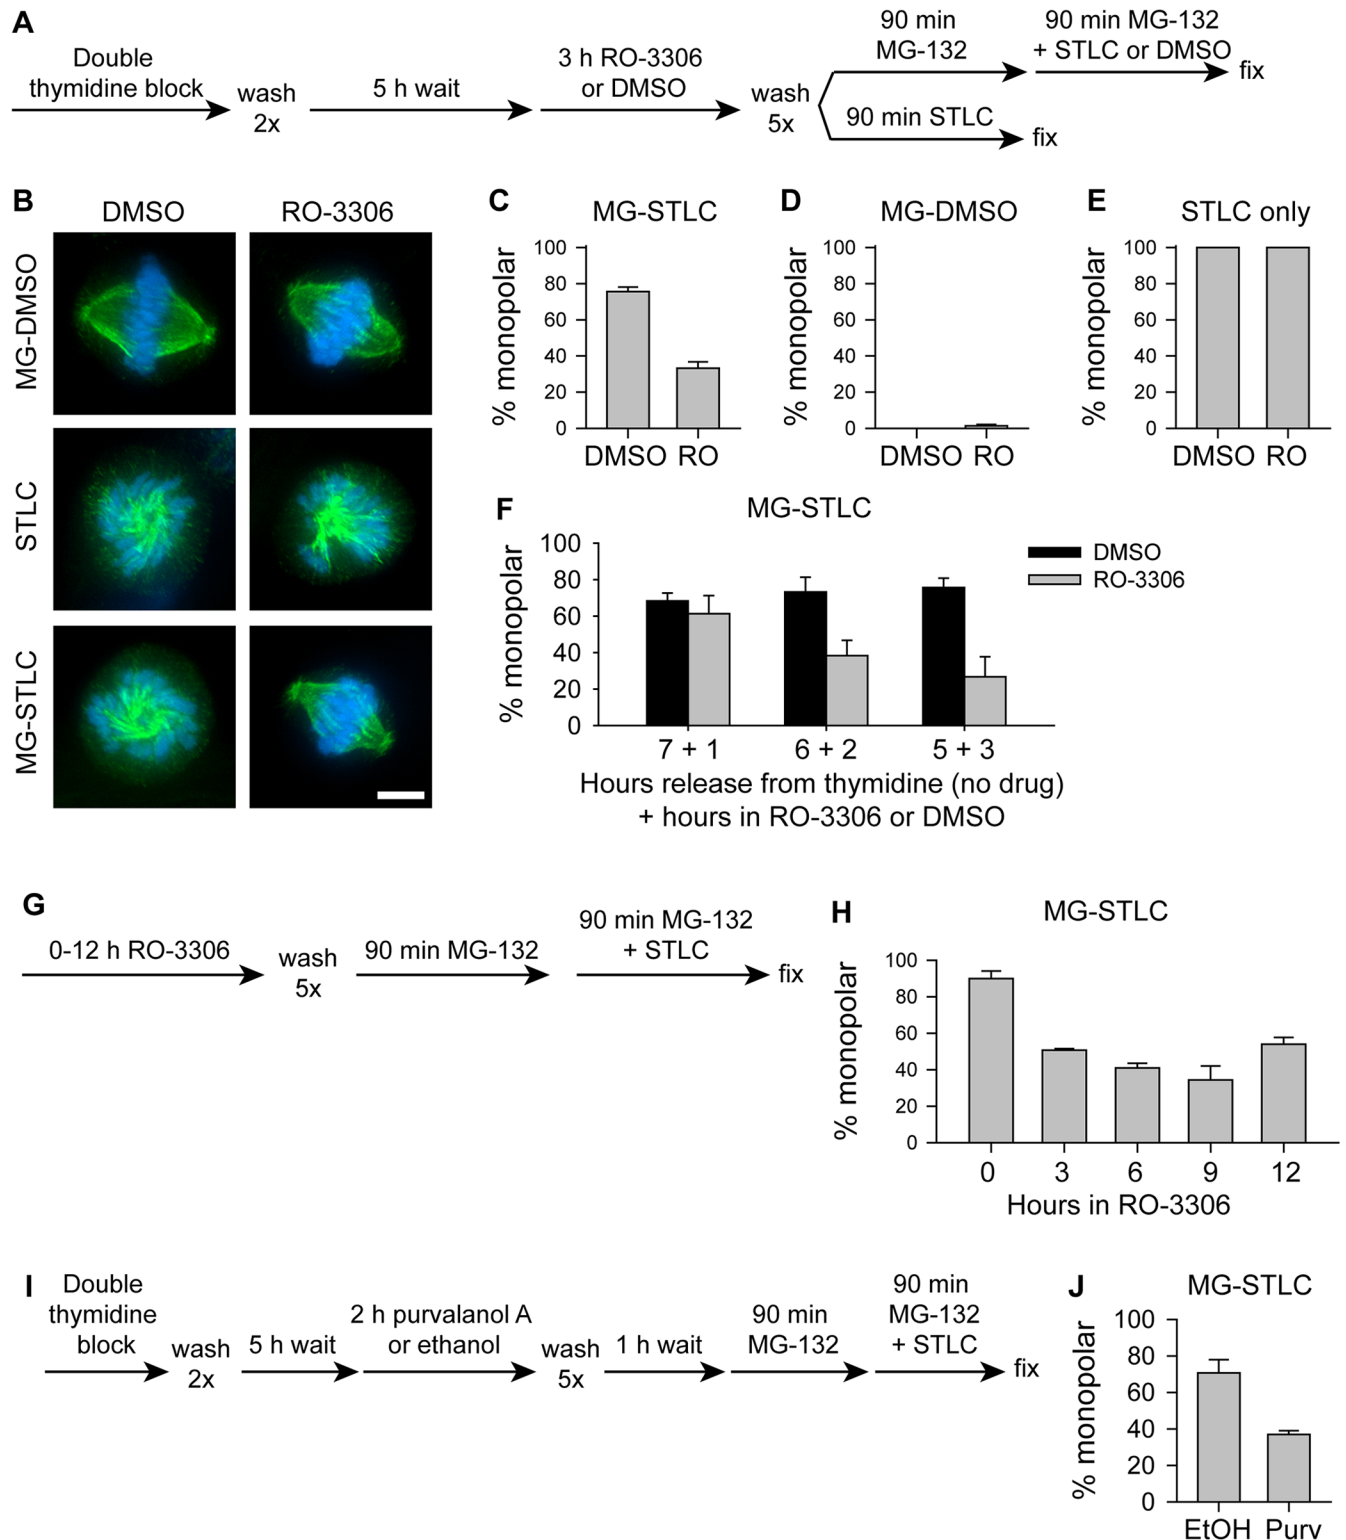 A
Double
thymidine block
wash
2x
5 h wait
3 h RO-3306
or DMSO
wash
5x
90 min
MG-132
90 min MG-132
+ STLC or DMSO
fix
90 min STLC
fix
B
DMSO
RO-3306
MG-DMSO
STLC
MG-STLC
C
MG-STLC
% monopolar
100
80
60
40
20
0
DMSO RO
D
MG-DMSO
% monopolar
100
80
60
40
20
0
DMSO RO
E
STLC only
% monopolar
100
80
60
40
20
0
DMSO RO
F
MG-STLC
% monopolar
100
80
60
40
20
0
7 + 1
6 + 2
5 + 3
Hours release from thymidine (no drug)
+ hours in RO-3306 or DMSO
DMSO
RO-3306
G
0-12 h RO-3306
wash
5x
90 min MG-132
90 min MG-132
+ STLC
fix
H
MG-STLC
% monopolar
100
80
60
40
20
0
0 3 6 9 12
Hours in RO-3306
I
Double
thymidine
block
wash
2x
5 h wait
2 h purvalanol A
or ethanol
wash
5x
1 h wait
90 min
MG-132
90 min
MG-132
+ STLC
fix
J
MG-STLC
% monopolar
100
80
60
40
20
0
EtOH Purv